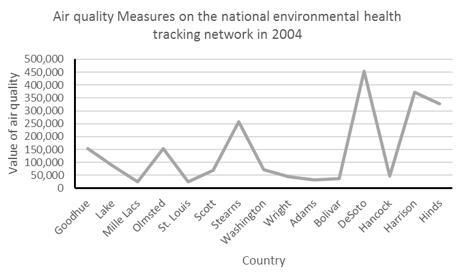 Air quality Measures on the national environmental health
tracking network in 2004
Value of air quality
500,000
450,000
400,000
350,000
300,000
250,000
200,000
150,000
100,000
50,000
0
Goodhue
Lake
Mille Lacs
Olmsted
St. Louis
Scott
Stearns
Washington
Wright
Adams
Bolivar
DeSoto
Hancock
Harrison
Hinds
Country